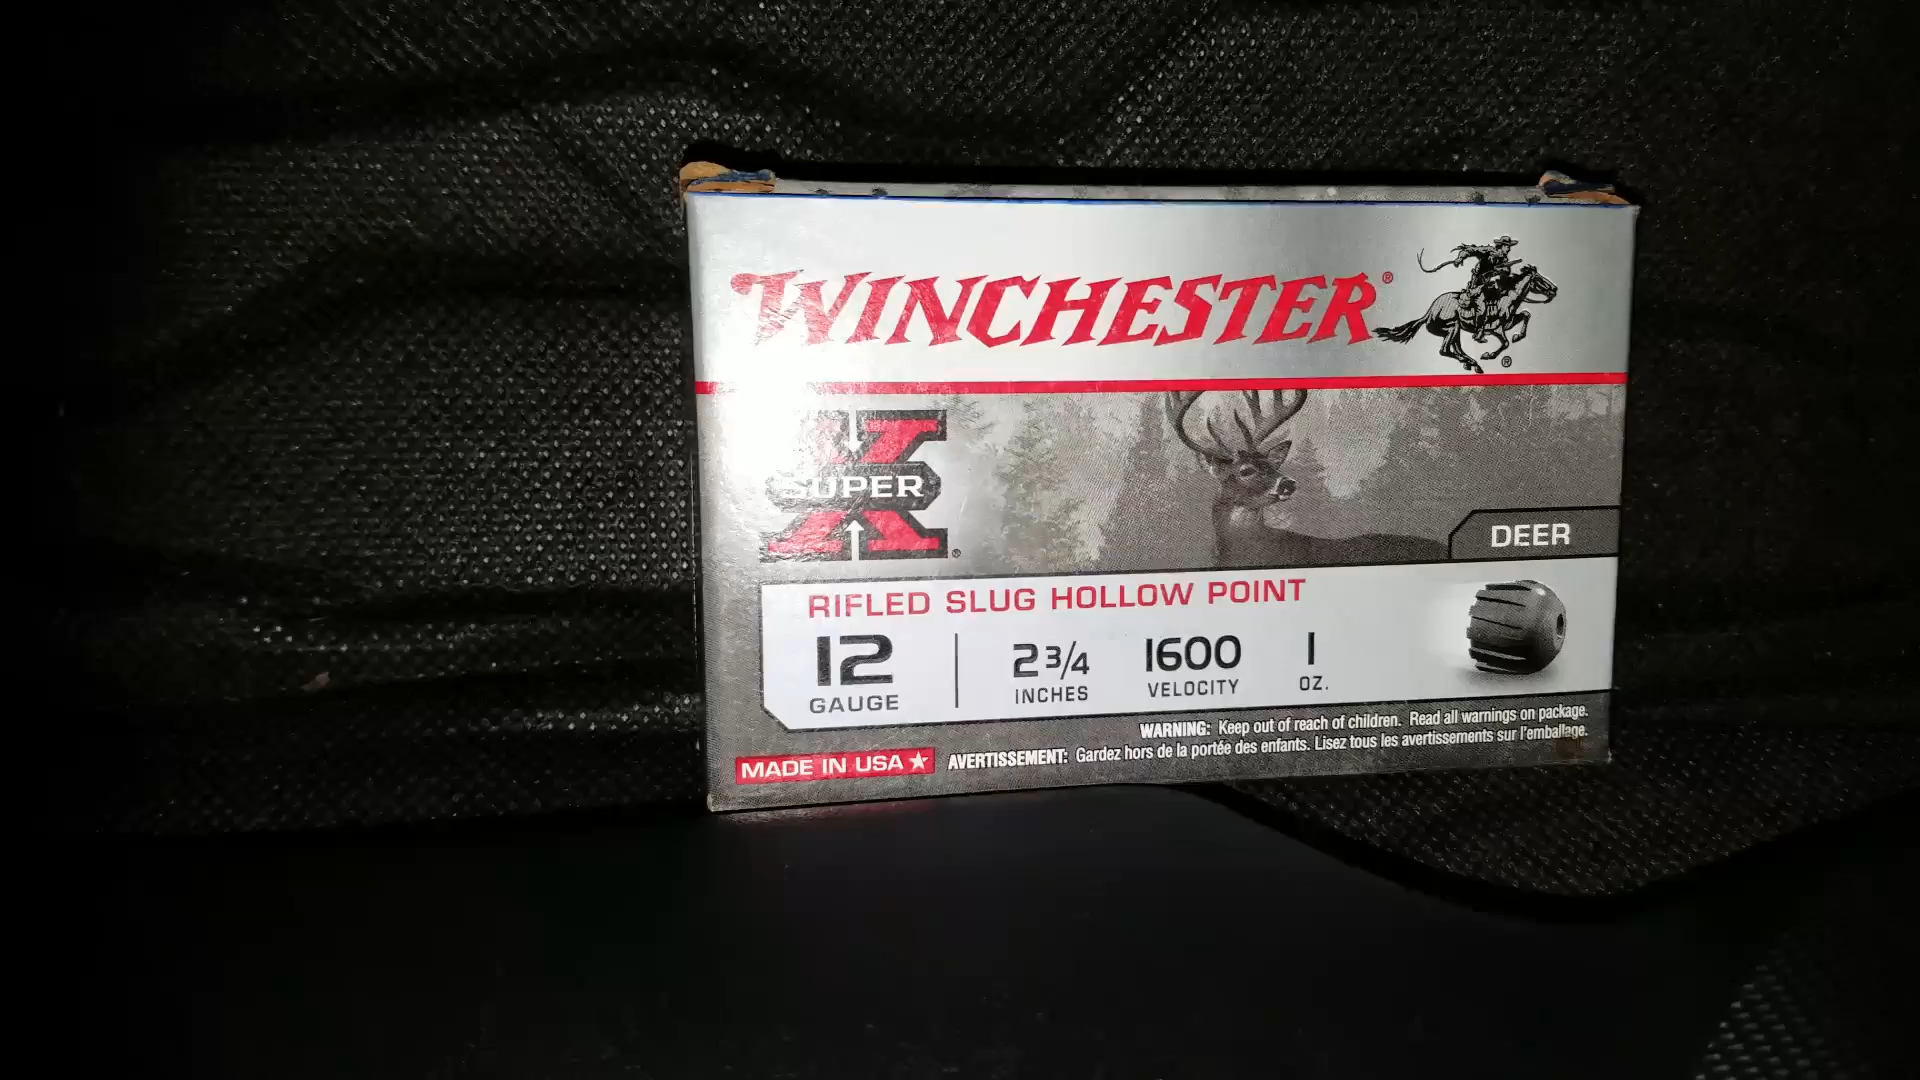 WINCHESTER®
®
SUPER X®
DEER
RIFLED SLUG HOLLOW POINT
12 2 3/4 1600 1
GAUGE INCHES VELOCITY OZ.
WARNING: Keep out of reach of children. Read all warnings on package.
MADE IN USA ★ AVERTISSEMENT: Gardez hors de la portée des enfants. Lisez tous les avertissements sur l'emballage.